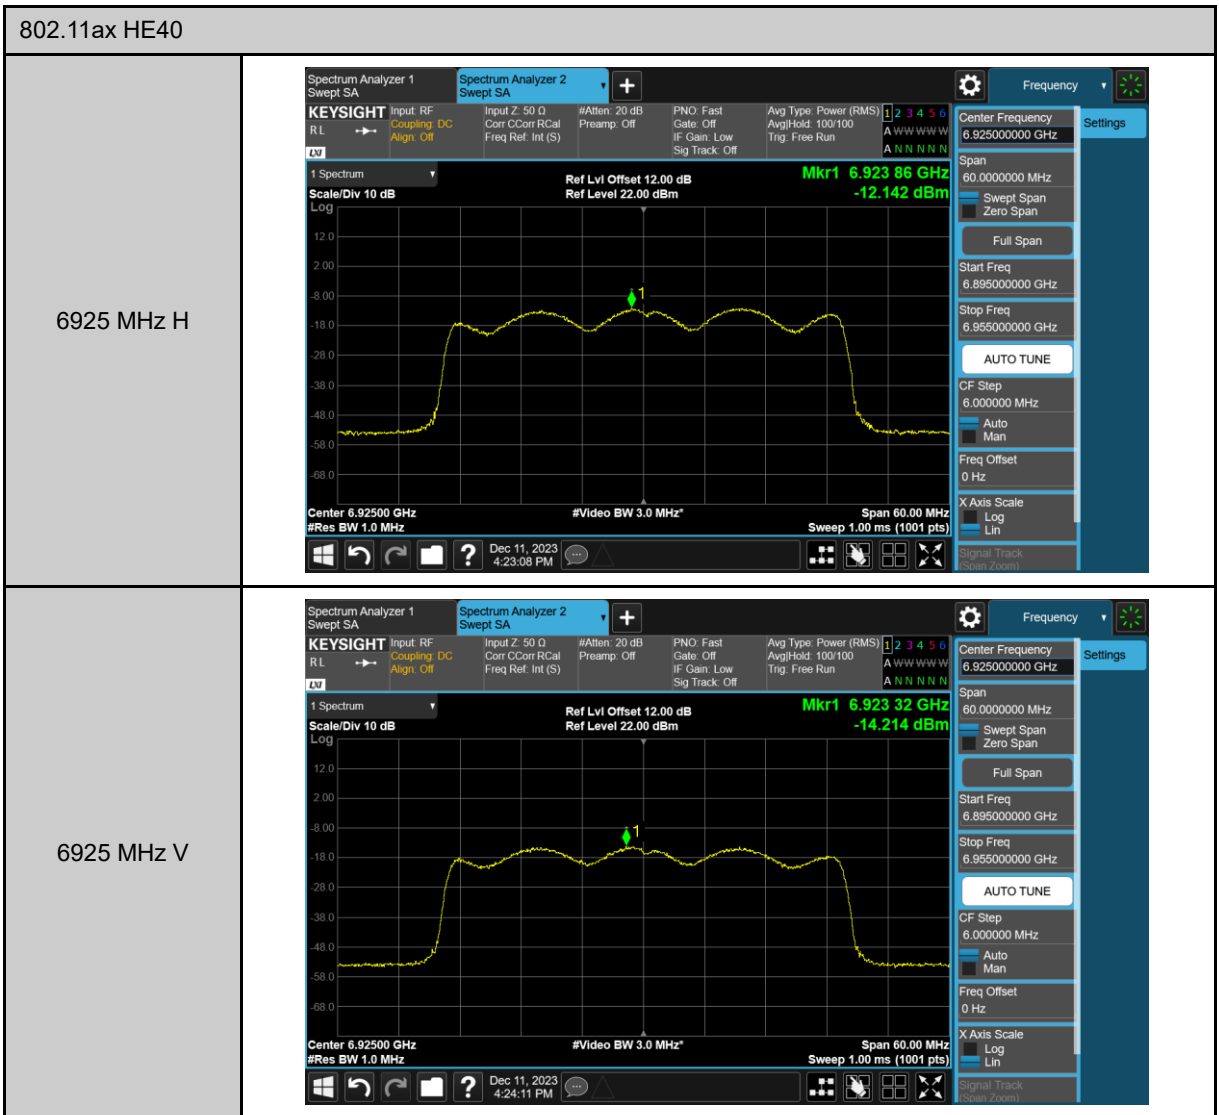 802.11ax HE40
6925 MHz H
Spectrum Analyzer 1
Swept SA
Spectrum Analyzer 2
Swept SA
Frequency
KEYSIGHT
RL
LXI
Input: RF
Coupling: DC
Align: Off
Input Z: 50 Ω
Corr CCorr RCal
Freq Ref: Int (S)
#Atten: 20 dB
Preamp: Off
PNO: Fast
Gate: Off
IF Gain: Low
Sig Track: Off
Avg Type: Power (RMS)
Avg|Hold: 100/100
Trig: Free Run
1 2 3 4 5 6
A W W W W W
A N N N N N
1 Spectrum
Scale/Div 10 dB
Log
Ref Lvl Offset 12.00 dB
Ref Level 22.00 dBm
Mkr1 6.923 86 GHz
-12.142 dBm
12.0
2.00
-8.00
-18.0
-28.0
-38.0
-48.0
-58.0
-68.0
1
Center 6.92500 GHz
#Res BW 1.0 MHz
#Video BW 3.0 MHz*
Span 60.00 MHz
Sweep 1.00 ms (1001 pts)
Dec 11, 2023
4:23:08 PM
Center Frequency
6.925000000 GHz
Span
60.0000000 MHz
Swept Span
Zero Span
Full Span
Start Freq
6.895000000 GHz
Stop Freq
6.955000000 GHz
AUTO TUNE
CF Step
6.000000 MHz
Auto
Man
Freq Offset
0 Hz
X Axis Scale
Log
Lin
Signal Track
(Span Zoom)
Settings
6925 MHz V
Spectrum Analyzer 1
Swept SA
Spectrum Analyzer 2
Swept SA
Frequency
KEYSIGHT
RL
LXI
Input: RF
Coupling: DC
Align: Off
Input Z: 50 Ω
Corr CCorr RCal
Freq Ref: Int (S)
#Atten: 20 dB
Preamp: Off
PNO: Fast
Gate: Off
IF Gain: Low
Sig Track: Off
Avg Type: Power (RMS)
Avg|Hold: 100/100
Trig: Free Run
1 2 3 4 5 6
A W W W W W
A N N N N N
1 Spectrum
Scale/Div 10 dB
Log
Ref Lvl Offset 12.00 dB
Ref Level 22.00 dBm
Mkr1 6.923 32 GHz
-14.214 dBm
12.0
2.00
-8.00
-18.0
-28.0
-38.0
-48.0
-58.0
-68.0
1
Center 6.92500 GHz
#Res BW 1.0 MHz
#Video BW 3.0 MHz*
Span 60.00 MHz
Sweep 1.00 ms (1001 pts)
Dec 11, 2023
4:24:11 PM
Center Frequency
6.925000000 GHz
Span
60.0000000 MHz
Swept Span
Zero Span
Full Span
Start Freq
6.895000000 GHz
Stop Freq
6.955000000 GHz
AUTO TUNE
CF Step
6.000000 MHz
Auto
Man
Freq Offset
0 Hz
X Axis Scale
Log
Lin
Signal Track
(Span Zoom)
Settings